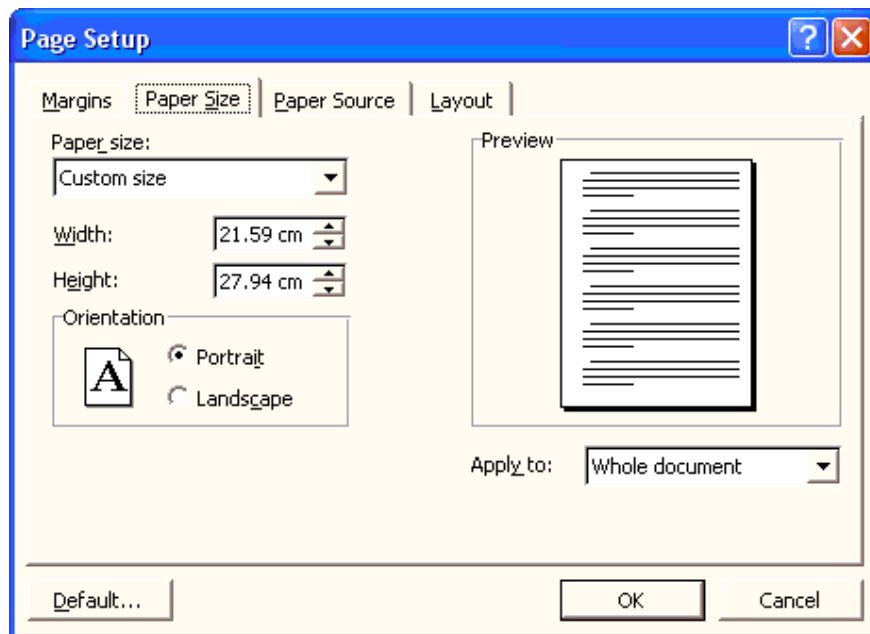 Page Setup
Margins Paper Size Paper Source Layout
Paper size:
Custom size
Width: 21.59 cm
Height: 27.94 cm
Orientation
A
Portrait
Landscape
Preview
Apply to: Whole document
Default... OK Cancel